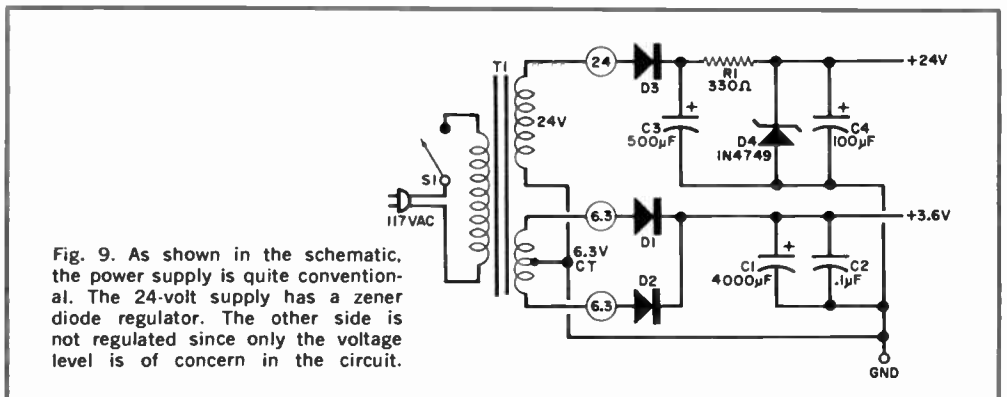 T1
24
D3
R1
330Ω
+24V
24V
+
C3
500µF
D4
1N4749
+
C4
100µF
S1
117VAC
6.3
D1
+3.6V
6.3V
CT
D2
6.3
+
C1
4000µF
C2
.1µF
GND
Fig. 9. As shown in the schematic,
the power supply is quite convention-
al. The 24-volt supply has a zener
diode regulator. The other side is
not regulated since only the voltage
level is of concern in the circuit.